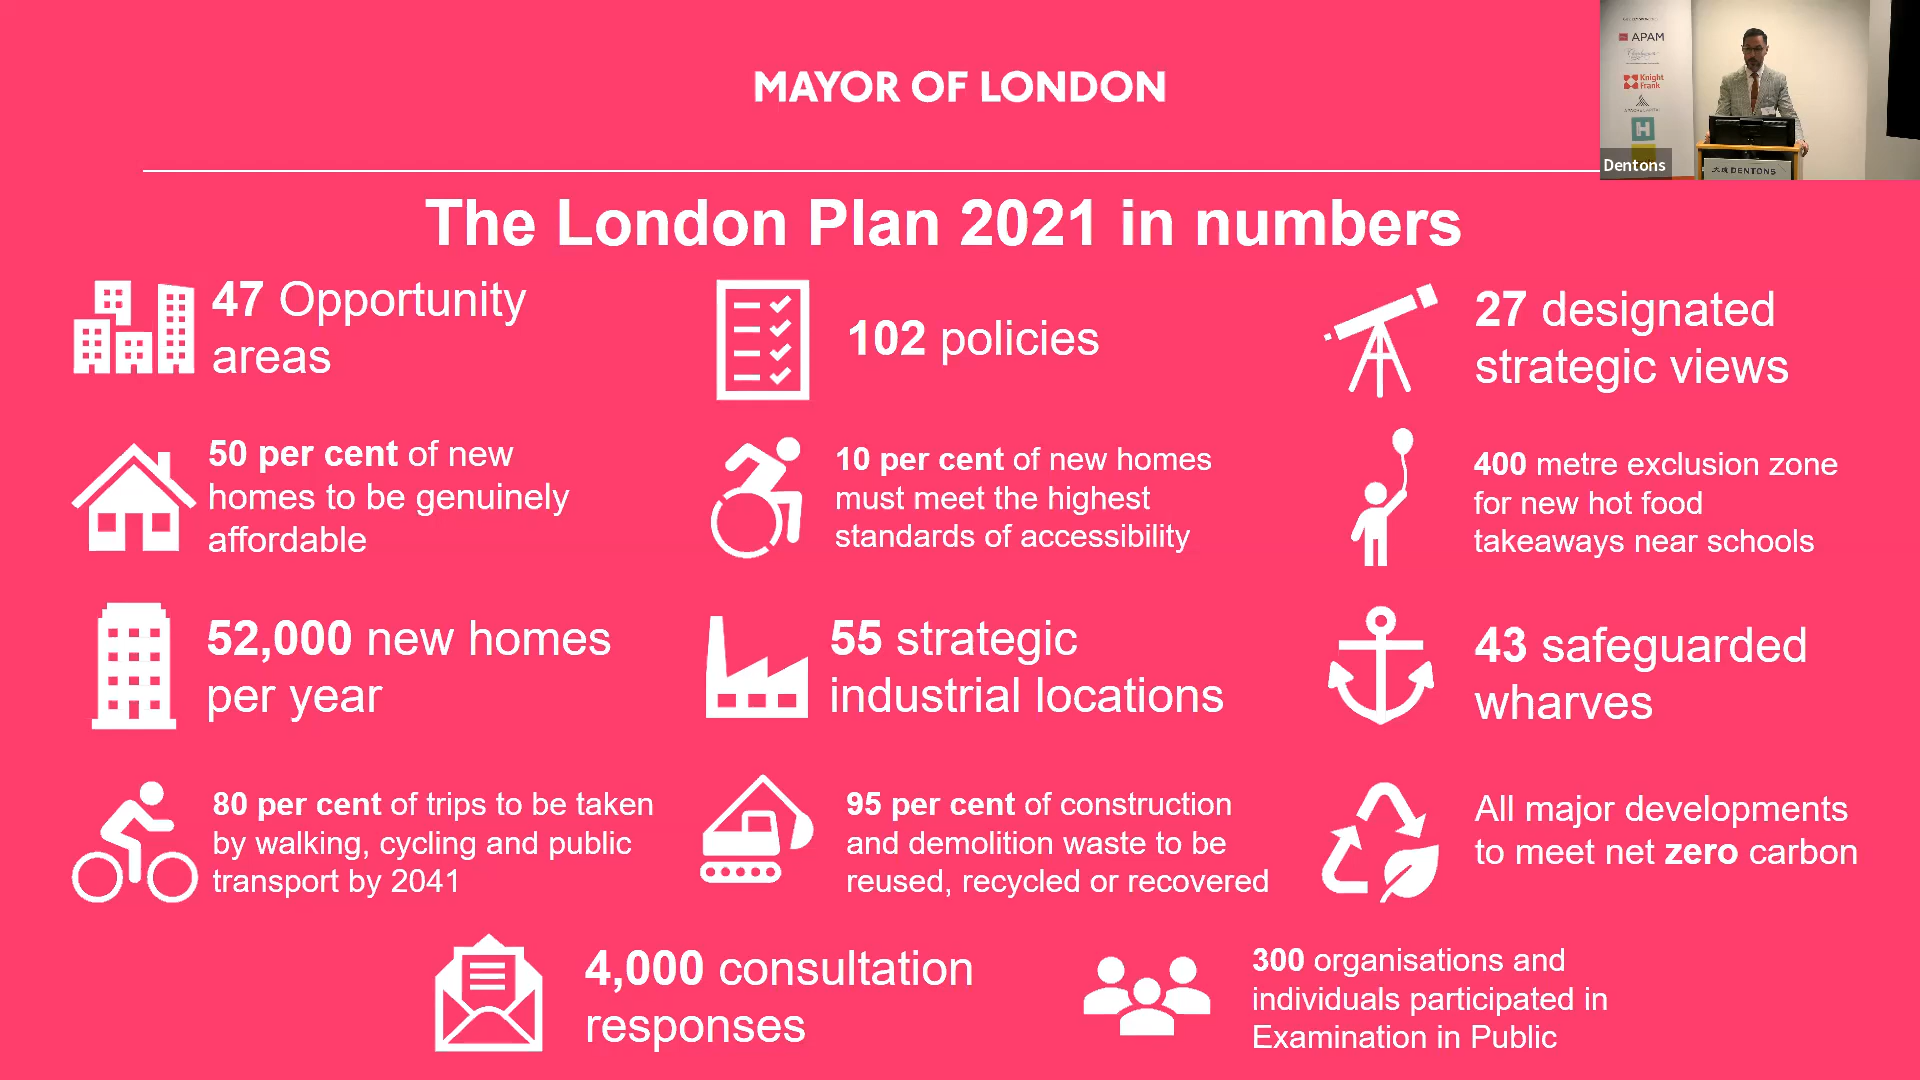 MAYOR OF LONDON
APAM
Knight
Frank
H
Dentons
大成 DENTONS
The London Plan 2021 in numbers
47 Opportunity
areas
102 policies
27 designated
strategic views
50 per cent of new
homes to be genuinely
affordable
10 per cent of new homes
must meet the highest
standards of accessibility
400 metre exclusion zone
for new hot food
takeaways near schools
52,000 new homes
per year
55 strategic
industrial locations
43 safeguarded
wharves
80 per cent of trips to be taken
by walking, cycling and public
transport by 2041
95 per cent of construction
and demolition waste to be
reused, recycled or recovered
All major developments
to meet net zero carbon
4,000 consultation
responses
300 organisations and
individuals participated in
Examination in Public